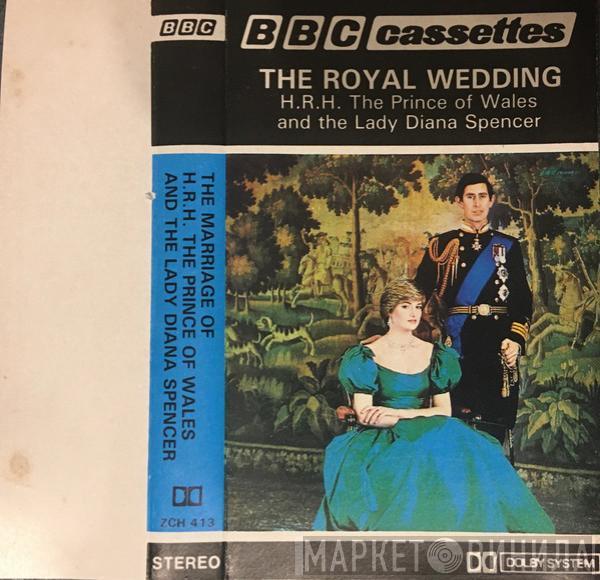 BBC
BBC cassettes
THE ROYAL WEDDING
H.R.H. The Prince of Wales
and the Lady Diana Spencer
THE MARRIAGE OF
H.R.H. THE PRINCE OF WALES
AND THE LADY DIANA SPENCER
ZCH 413
STEREO
DOLBY SYSTEM
МАРКЕТ ВИНИЛА